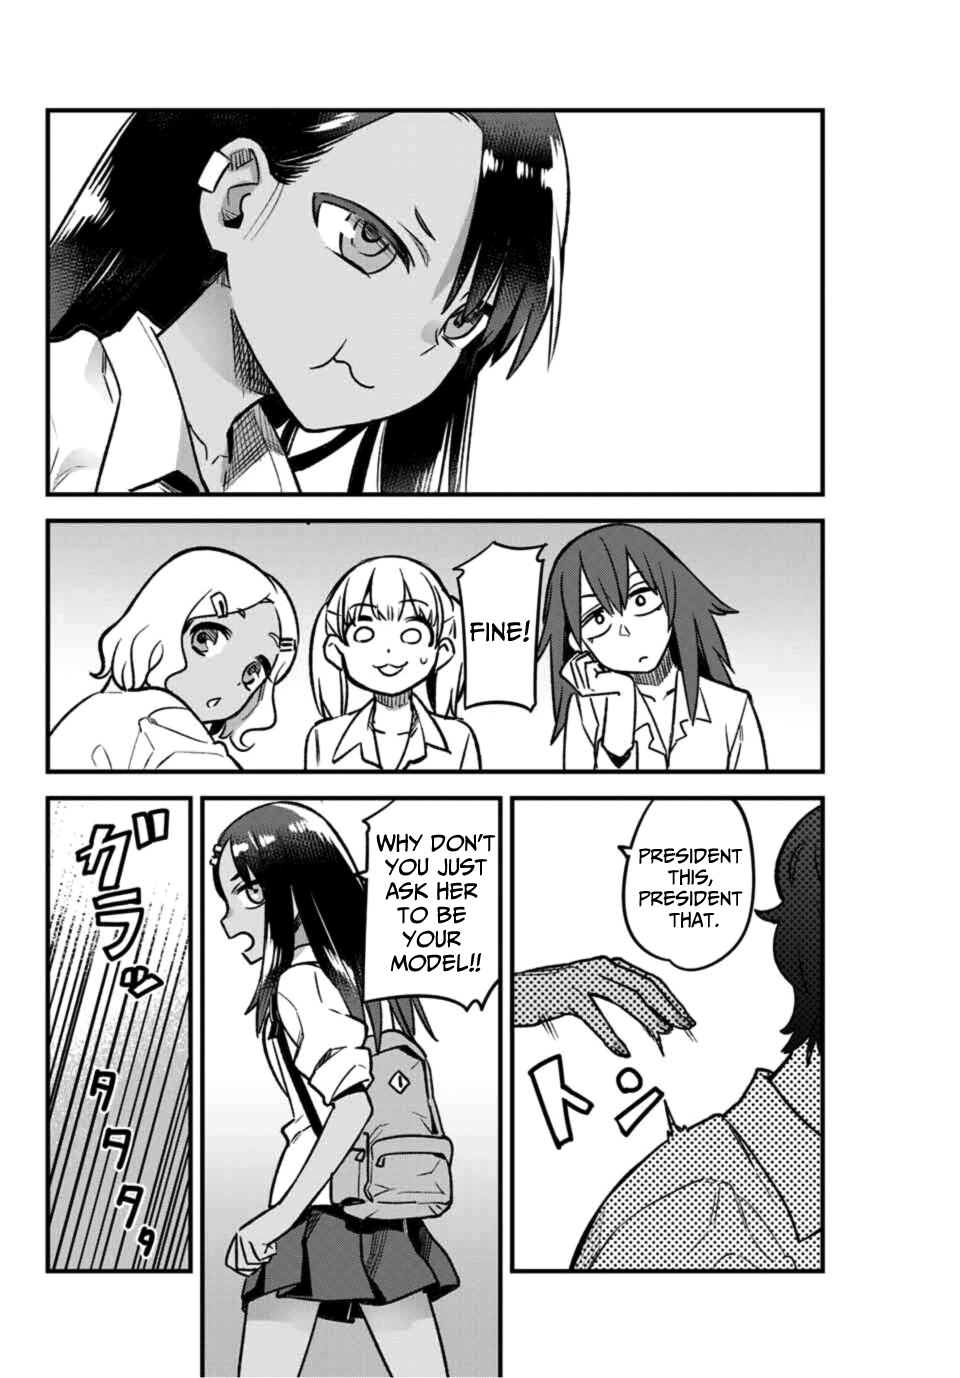 FINE!
PRESIDENT
THIS,
PRESIDENT
THAT.
トン
WHY DON'T
YOU JUST
ASK HER
TO BE
YOUR
MODEL!!
ガラッ
タタタタ